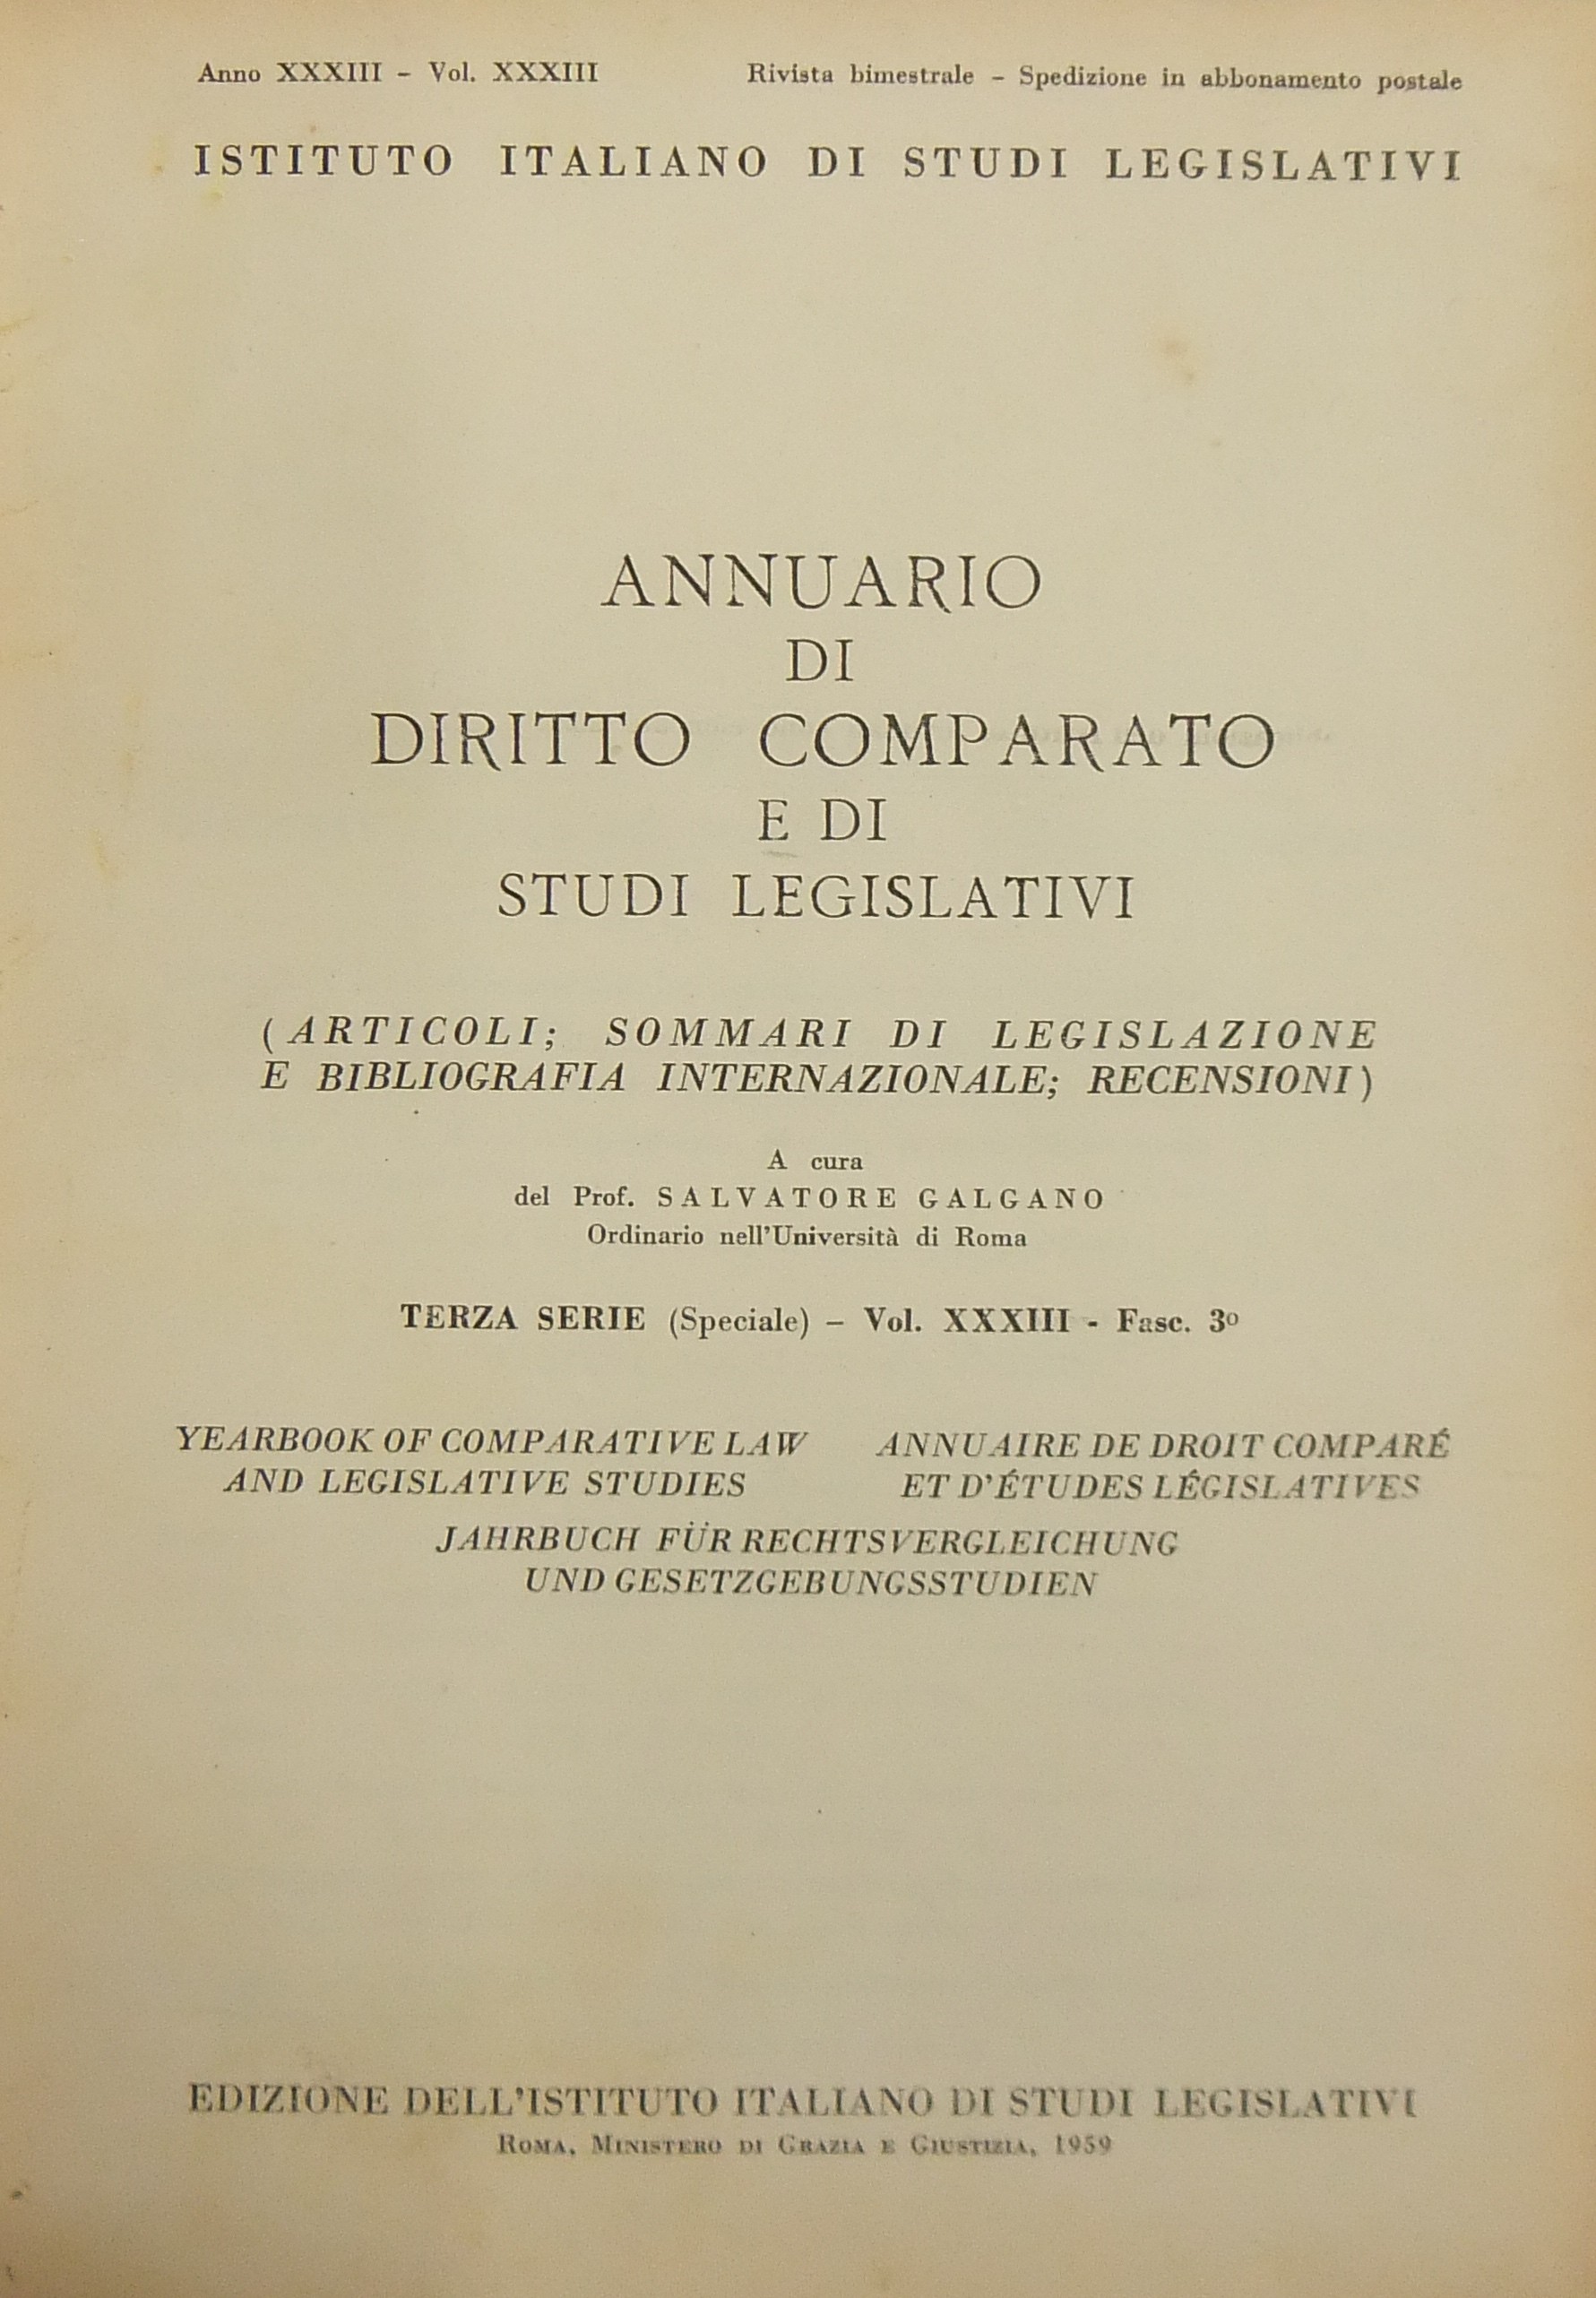 Anno XXXIII – Vol. XXXIII Rivista bimestrale – Spedizione in abbonamento postale
ISTITUTO ITALIANO DI STUDI LEGISLATIVI
ANNUARIO
DI
DIRITTO COMPARATO
E DI
STUDI LEGISLATIVI
(ARTICOLI; SOMMARI DI LEGISLAZIONE
E BIBLIOGRAFIA INTERNAZIONALE; RECENSIONI)
A cura
del Prof. SALVATORE GALGANO
Ordinario nell'Università di Roma
TERZA SERIE (Speciale) – Vol. XXXIII - Fasc. 3º
YEARBOOK OF COMPARATIVE LAW ANNUAIRE DE DROIT COMPARÉ
AND LEGISLATIVE STUDIES ET D'ÉTUDES LÉGISLATIVES
JAHRBUCH FÜR RECHTSVERGLEICHUNG
UND GESETZGEBUNGSSTUDIEN
EDIZIONE DELL'ISTITUTO ITALIANO DI STUDI LEGISLATIVI
ROMA, MINISTERO DI GRAZIA E GIUSTIZIA, 1959